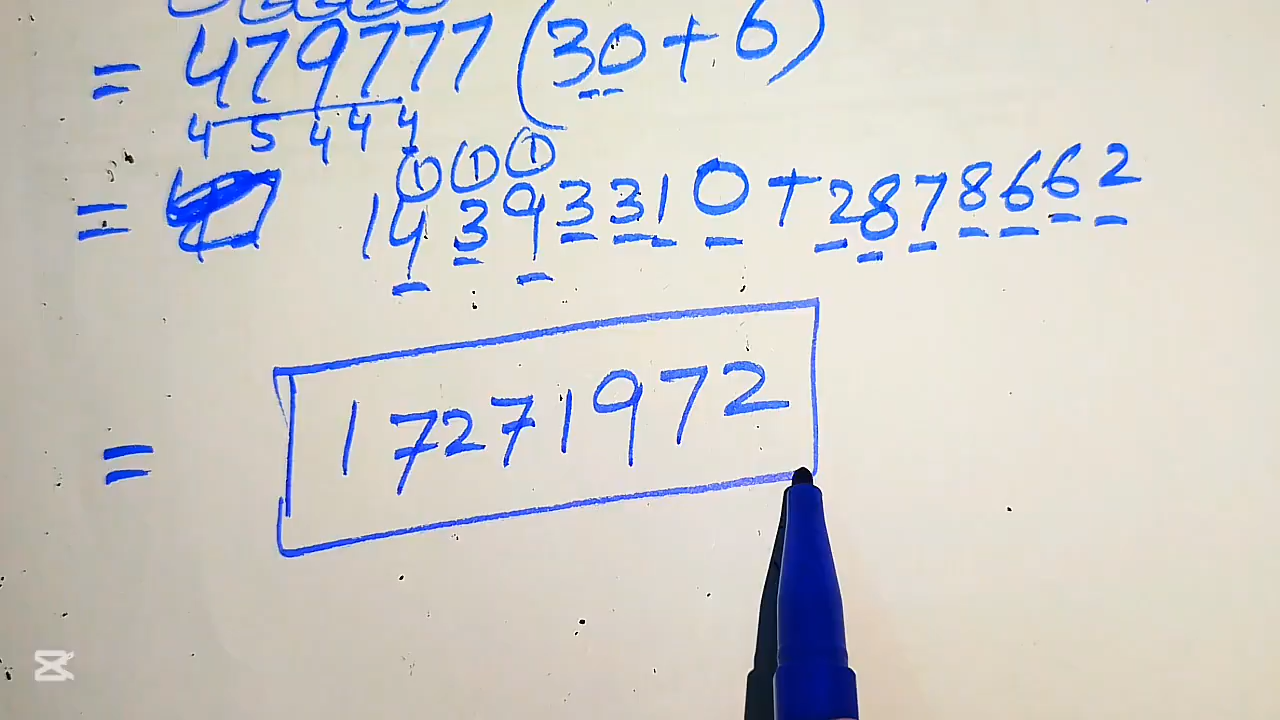 = 479777 (30+6)
4 5 4 4 4
① ① ①
= 14393310 + 2878662
= 17271972